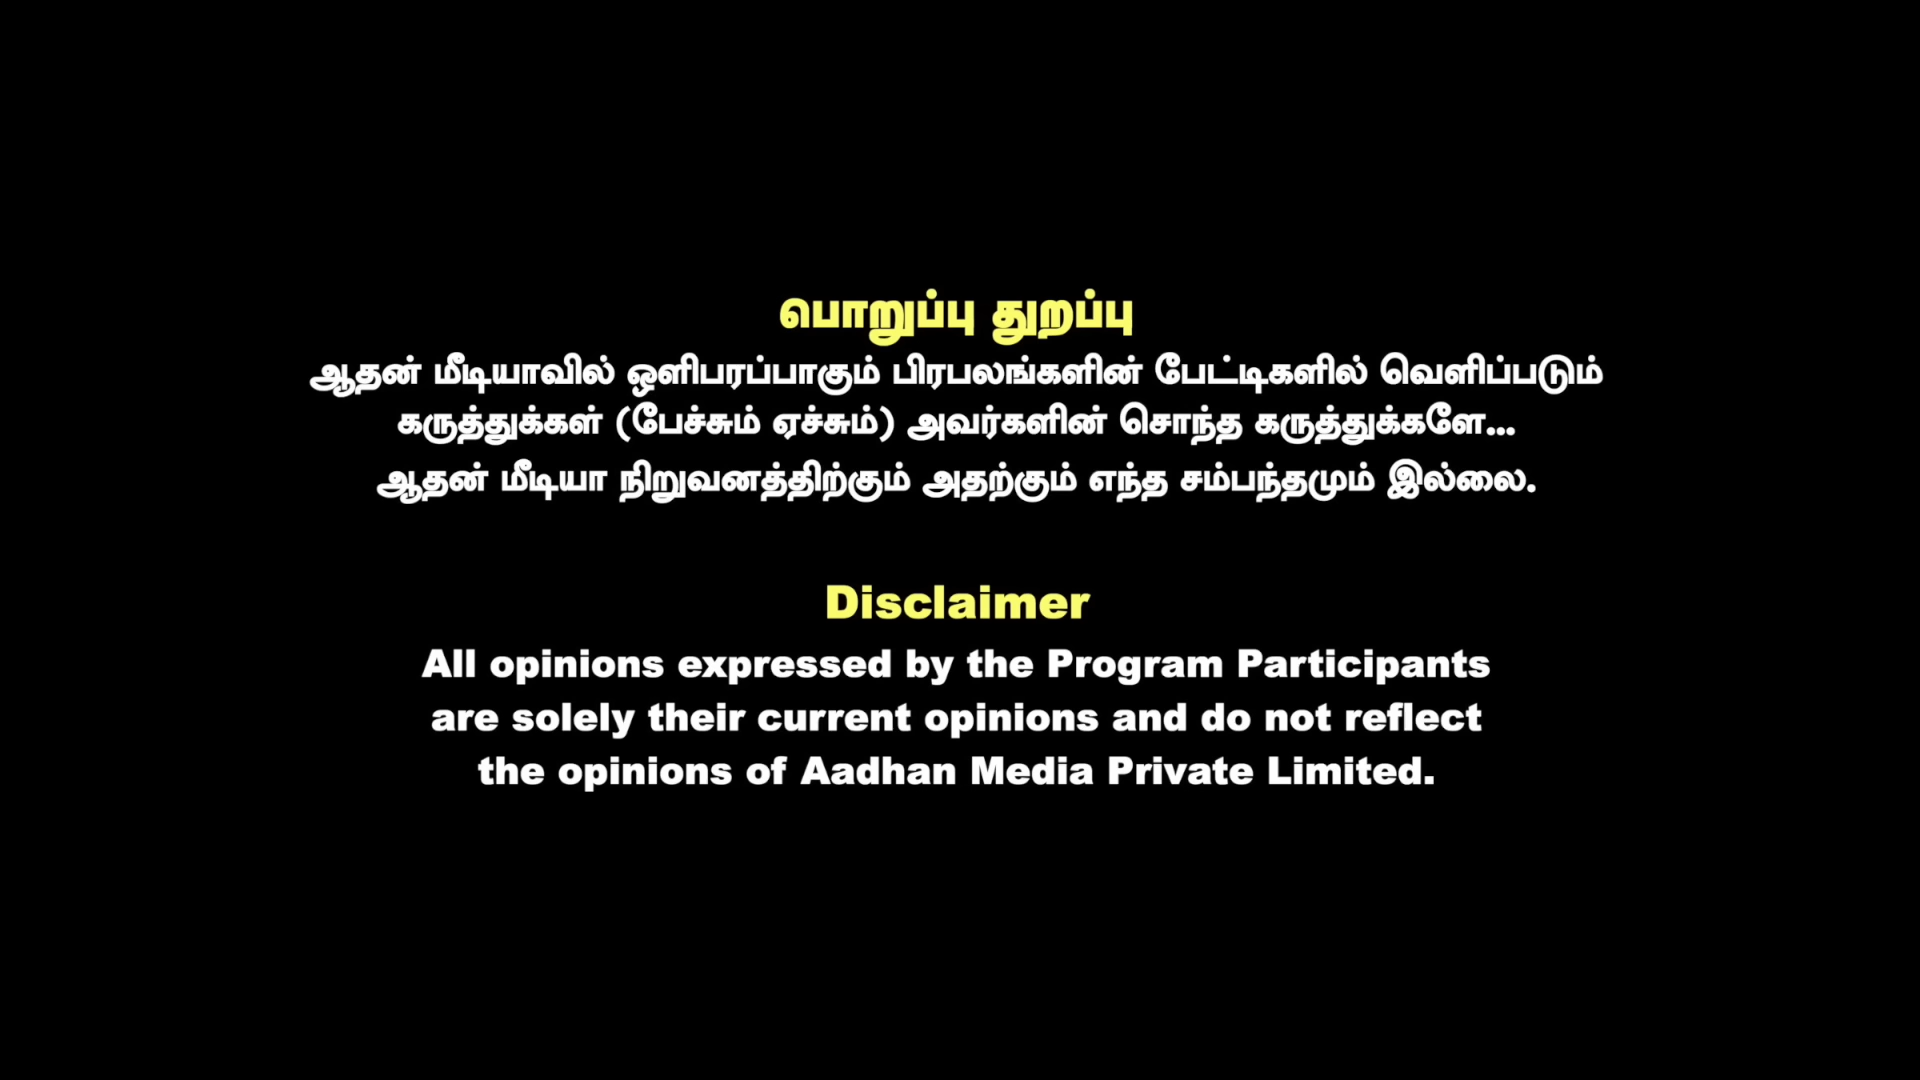 பொறுப்பு துறப்பு
ஆதன் மீடியாவில் ஒளிபரப்பாகும் பிரபலங்களின் பேட்டிகளில் வெளிப்படும்
கருத்துக்கள் (பேச்சும் ஏச்சும்) அவர்களின் சொந்த கருத்துக்களே...
ஆதன் மீடியா நிறுவனத்திற்கும் அதற்கும் எந்த சம்பந்தமும் இல்லை.
Disclaimer
All opinions expressed by the Program Participants
are solely their current opinions and do not reflect
the opinions of Aadhan Media Private Limited.